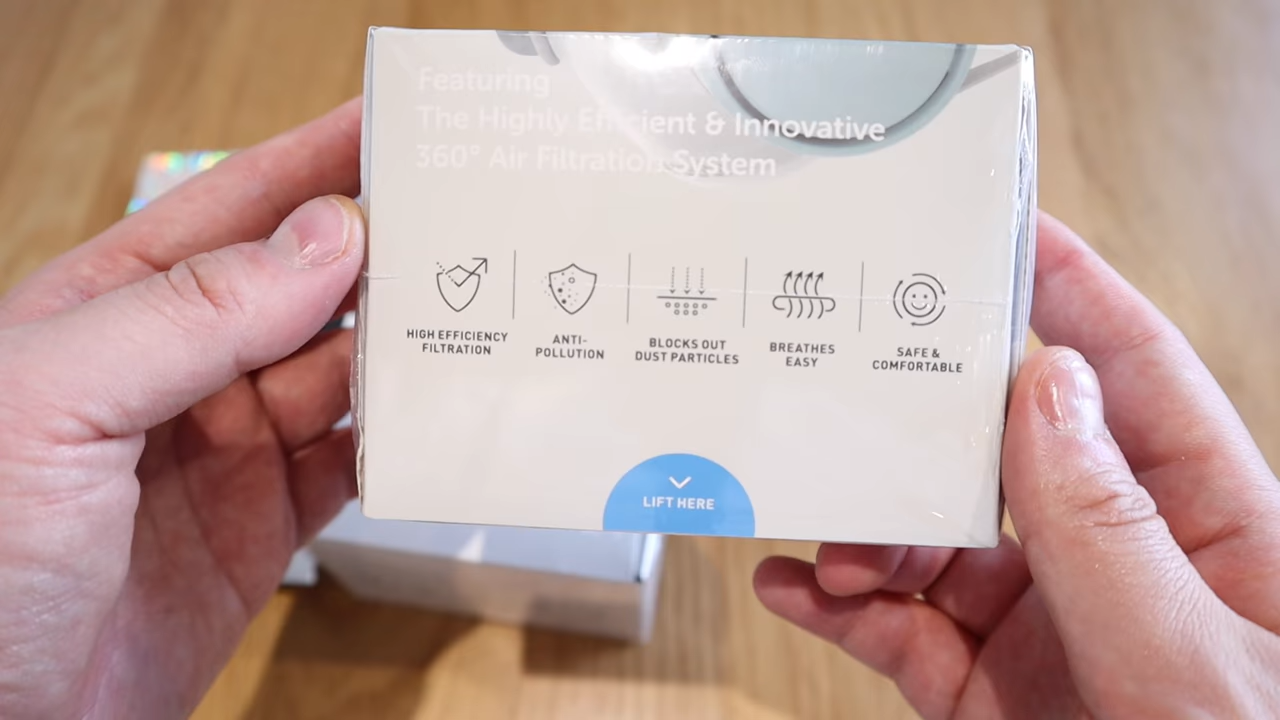 Featuring
The Highly Efficient & Innovative
360° Air Filtration System
HIGH EFFICIENCY
FILTRATION
ANTI-
POLLUTION
BLOCKS OUT
DUST PARTICLES
BREATHES
EASY
SAFE &
COMFORTABLE
LIFT HERE